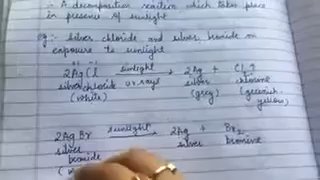 :- A decomposition reaction which takes place
in presence of sunlight
eg:- silver chloride and silver bromide on
exposure to sunlight
2AgCl sunlight → 2Ag + Cl2↑
silver chloride uv rays silver chlorine
(white) (grey) (greenish
yellow)
2AgBr sunlight → 2Ag + Br2
silver silver bromine
bromide